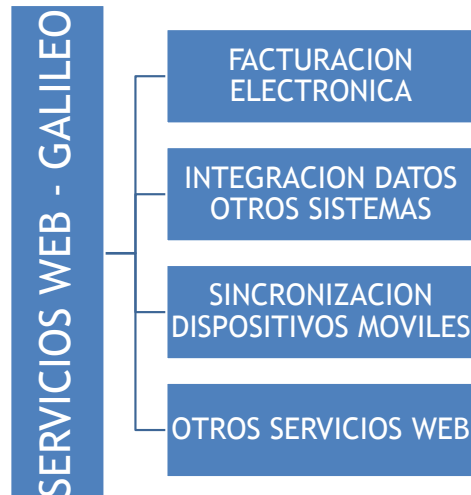 SERVICIOS WEB - GALILEO
FACTURACION
ELECTRONICA
INTEGRACION DATOS
OTROS SISTEMAS
SINCRONIZACION
DISPOSITIVOS MOVILES
OTROS SERVICIOS WEB